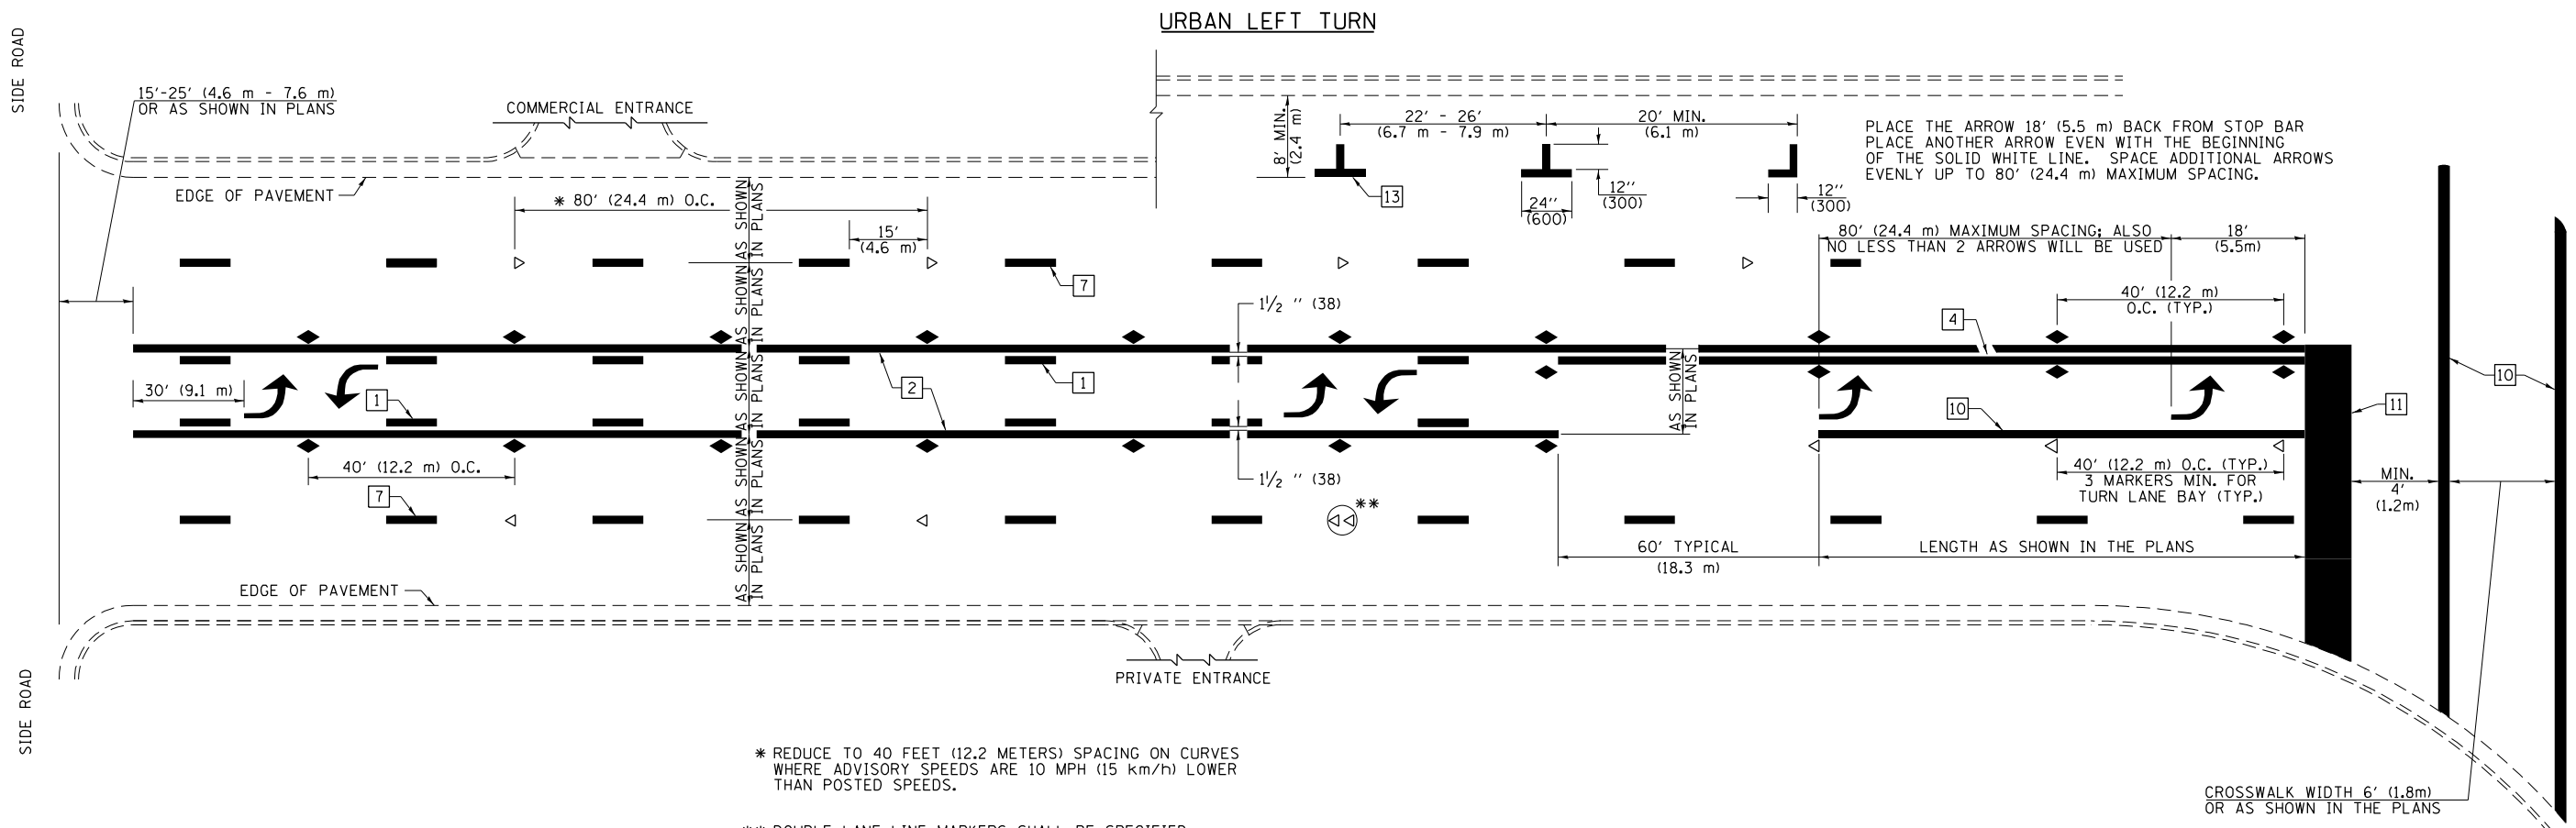 URBAN LEFT TURN
SIDE ROAD
15'-25' (4.6 m - 7.6 m)
OR AS SHOWN IN PLANS
COMMERCIAL ENTRANCE
EDGE OF PAVEMENT
* 80' (24.4 m) O.C.
15'
(4.6 m)
8' MIN.
(2.4 m)
22' - 26'
(6.7 m - 7.9 m)
20' MIN.
(6.1 m)
13
24''
(600)
12''
(300)
12''
(300)
PLACE THE ARROW 18' (5.5 m) BACK FROM STOP BAR
PLACE ANOTHER ARROW EVEN WITH THE BEGINNING
OF THE SOLID WHITE LINE. SPACE ADDITIONAL ARROWS
EVENLY UP TO 80' (24.4 m) MAXIMUM SPACING.
80' (24.4 m) MAXIMUM SPACING; ALSO
NO LESS THAN 2 ARROWS WILL BE USED
18'
(5.5m)
7
1 1/2 '' (38)
40' (12.2 m)
O.C. (TYP.)
4
AS SHOWN
IN PLANS
AS SHOWN
IN PLANS
AS SHOWN
IN PLANS
AS SHOWN
IN PLANS
AS SHOWN
IN PLANS
30' (9.1 m)
1
2
1
AS SHOWN
IN PLANS
10
11
10
40' (12.2 m) O.C.
7
1 1/2 '' (38)
**
40' (12.2 m) O.C. (TYP.)
3 MARKERS MIN. FOR
TURN LANE BAY (TYP.)
MIN.
4'
(1.2m)
60' TYPICAL
(18.3 m)
LENGTH AS SHOWN IN THE PLANS
EDGE OF PAVEMENT
PRIVATE ENTRANCE
SIDE ROAD
* REDUCE TO 40 FEET (12.2 METERS) SPACING ON CURVES
WHERE ADVISORY SPEEDS ARE 10 MPH (15 km/h) LOWER
THAN POSTED SPEEDS.
CROSSWALK WIDTH 6' (1.8m)
OR AS SHOWN IN THE PLANS
** DOUBLE LANE LINE MARKERS SHALL BE SPECIFIED